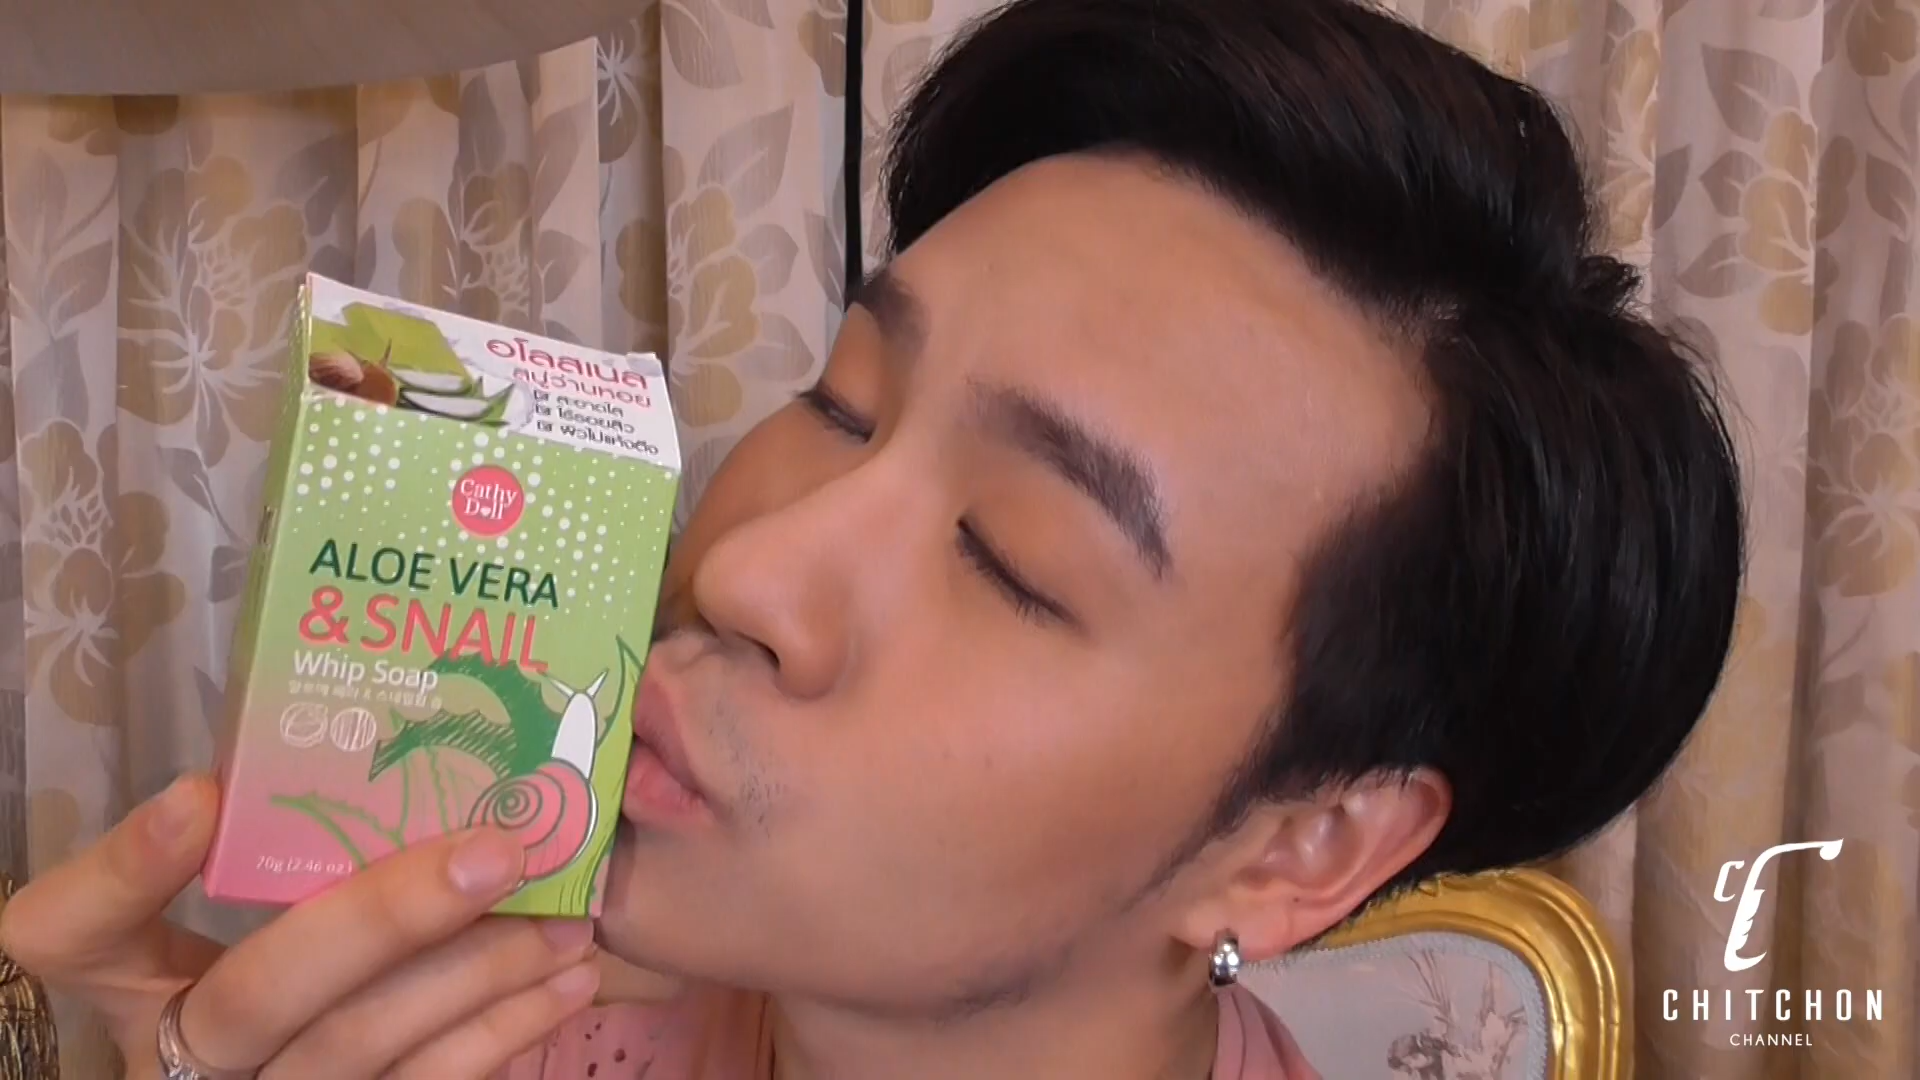 อโลสเน่ล
สบู่ว่านหอย
สะอาดใส
ไร้รอยสิว
ผิวไม่แห้งตึง
Cathy
Doll
ALOE VERA
& SNAIL
Whip Soap
70g (2.46 oz)
CHITCHON
CHANNEL